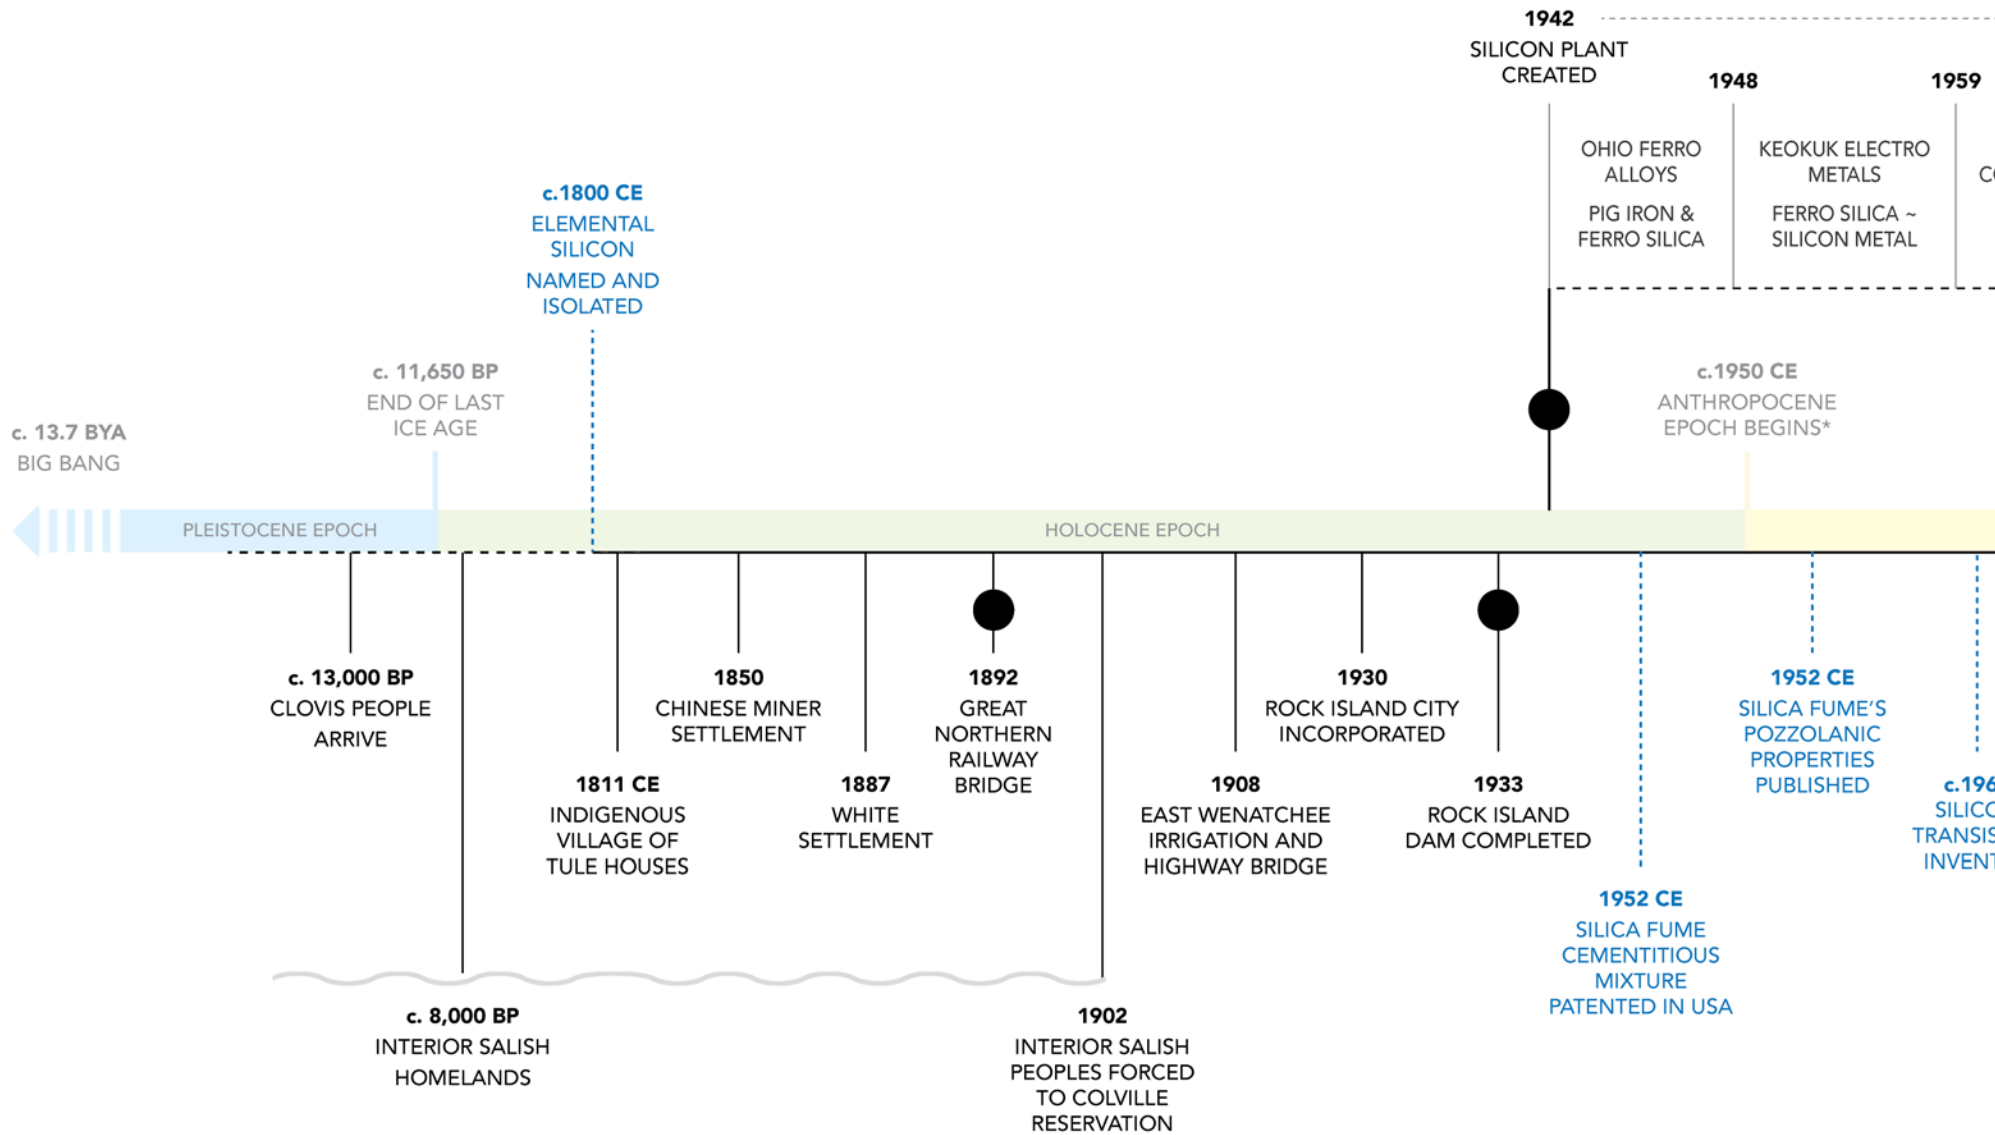 1942
SILICON PLANT
CREATED
1948
1959
OHIO FERRO
ALLOYS
PIG IRON &
FERRO SILICA
KEOKUK ELECTRO
METALS
FERRO SILICA ~
SILICON METAL
c.1800 CE
ELEMENTAL
SILICON
NAMED AND
ISOLATED
c. 11,650 BP
END OF LAST
ICE AGE
c.1950 CE
ANTHROPOCENE
EPOCH BEGINS*
c. 13.7 BYA
BIG BANG
PLEISTOCENE EPOCH
HOLOCENE EPOCH
c. 13,000 BP
CLOVIS PEOPLE
ARRIVE
1811 CE
INDIGENOUS
VILLAGE OF
TULE HOUSES
1850
CHINESE MINER
SETTLEMENT
1887
WHITE
SETTLEMENT
1892
GREAT
NORTHERN
RAILWAY
BRIDGE
1908
EAST WENATCHEE
IRRIGATION AND
HIGHWAY BRIDGE
1930
ROCK ISLAND CITY
INCORPORATED
1933
ROCK ISLAND
DAM COMPLETED
1952 CE
SILICA FUME'S
POZZOLANIC
PROPERTIES
PUBLISHED
1952 CE
SILICA FUME
CEMENTITIOUS
MIXTURE
PATENTED IN USA
c. 8,000 BP
INTERIOR SALISH
HOMELANDS
1902
INTERIOR SALISH
PEOPLES FORCED
TO COLVILLE
RESERVATION